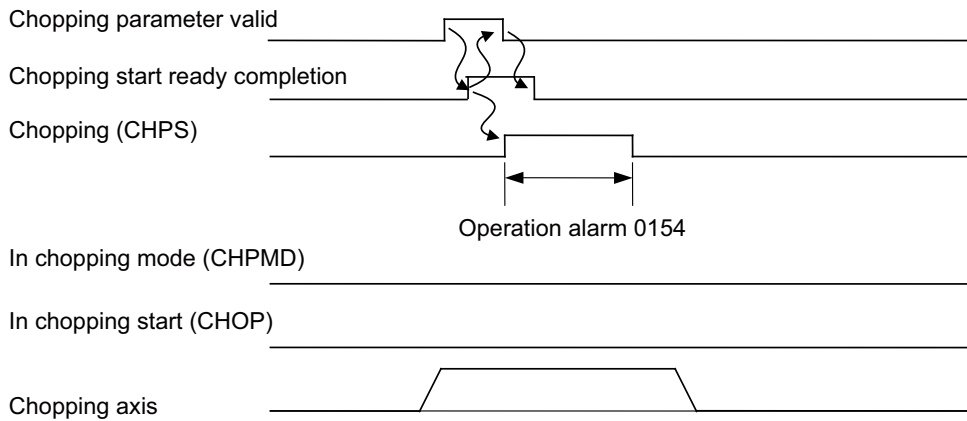 Chopping parameter valid
Chopping start ready completion
Chopping (CHPS)
Operation alarm 0154
In chopping mode (CHPMD)
In chopping start (CHOP)
Chopping axis